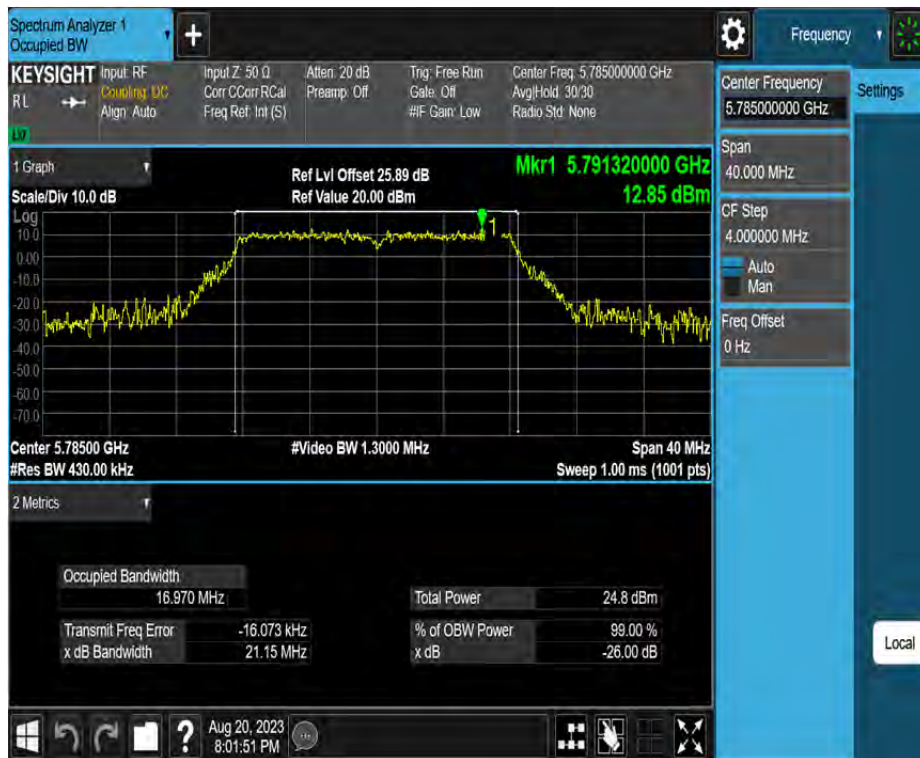 Spectrum Analyzer 1
Occupied BW
+
Frequency
KEYSIGHT
RL
LXI
Input: RF
Coupling: DC
Align: Auto
Input Z: 50 Ω
Corr CCorr RCal
Freq Ref: Int (S)
Atten: 20 dB
Preamp: Off
Trig: Free Run
Gate: Off
#IF Gain: Low
Center Freq: 5.785000000 GHz
Avg|Hold: 30/30
Radio Std: None
Center Frequency
5.785000000 GHz
Settings
Span
40.000 MHz
CF Step
4.000000 MHz
Auto
Man
Freq Offset
0 Hz
1 Graph
Scale/Div 10.0 dB
Ref Lvl Offset 25.89 dB
Ref Value 20.00 dBm
Mkr1 5.791320000 GHz
12.85 dBm
Log
10.0
0.00
-10.0
-20.0
-30.0
-40.0
-50.0
-60.0
-70.0
1
Center 5.78500 GHz
#Res BW 430.00 kHz
#Video BW 1.3000 MHz
Span 40 MHz
Sweep 1.00 ms (1001 pts)
2 Metrics
Occupied Bandwidth
16.970 MHz
Total Power 24.8 dBm
Transmit Freq Error -16.073 kHz
% of OBW Power 99.00 %
x dB Bandwidth 21.15 MHz
x dB -26.00 dB
Local
?
Aug 20, 2023
8:01:51 PM